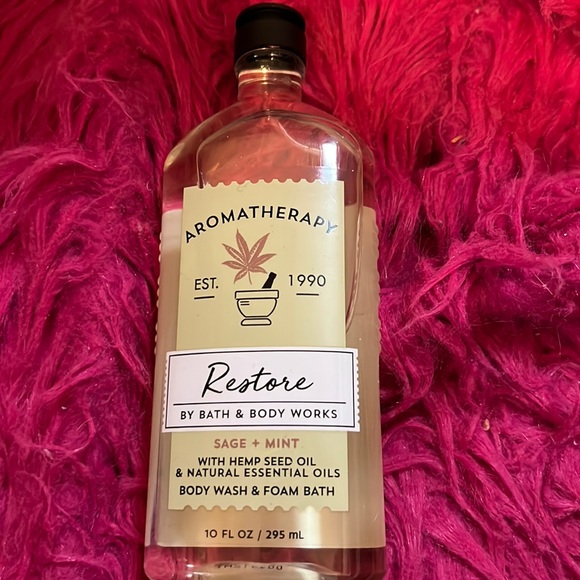 AROMATHERAPY
EST. 1990
Restore
BY BATH & BODY WORKS
SAGE + MINT
WITH HEMP SEED OIL
& NATURAL ESSENTIAL OILS
BODY WASH & FOAM BATH
10 FL OZ / 295 mL